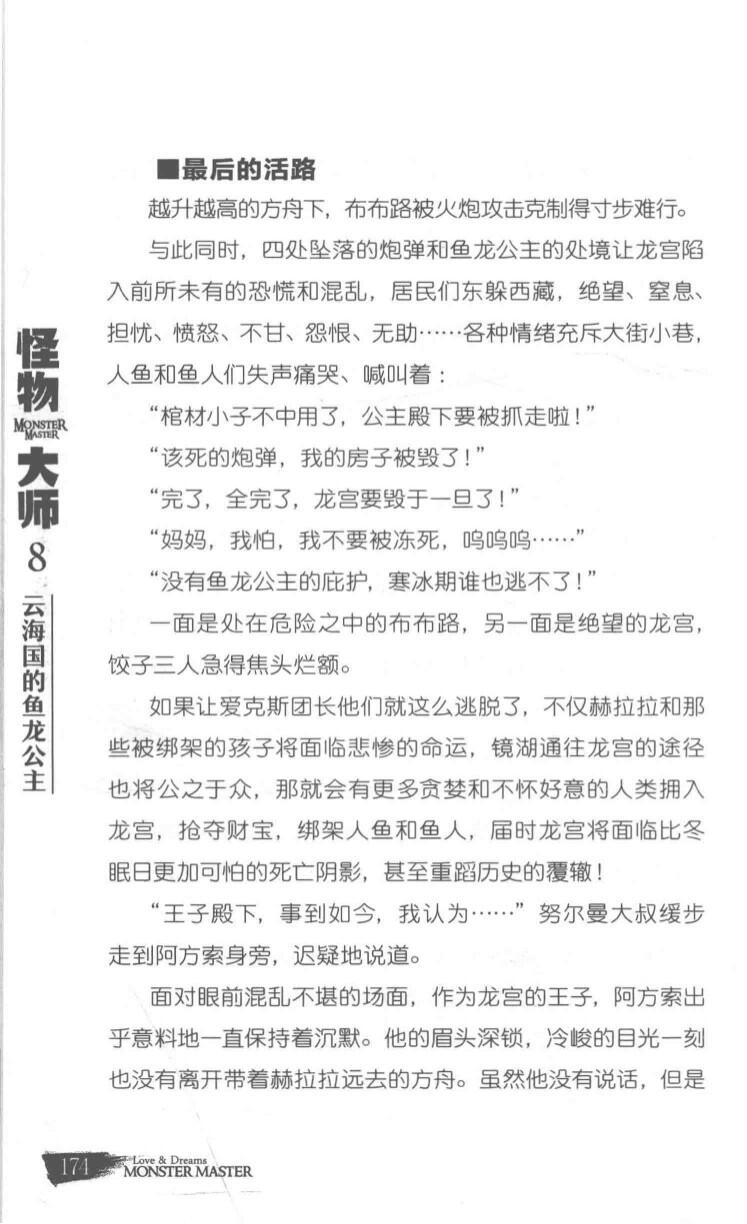 ■最后的活路
越升越高的方舟下，布布路被火炮攻击克制得寸步难行。
与此同时，四处坠落的炮弹和鱼龙公主的处境让龙宫陷
入前所未有的恐慌和混乱，居民们东躲西藏，绝望、窒息、
担忧、愤怒、不甘、怨恨、无助……各种情绪充斥大街小巷，
人鱼和鱼人们失声痛哭、喊叫着：
“棺材小子不中用了，公主殿下要被抓走啦！”
“该死的炮弹，我的房子被毁了！”
“完了，全完了，龙宫要毁于一旦了！”
“妈妈，我怕，我不要被冻死，呜呜呜……”
“没有鱼龙公主的庇护，寒冰期谁也逃不了！”
一面是处在危险之中的布布路，另一面是绝望的龙宫，
饺子三人急得焦头烂额。
如果让爱克斯团长他们就这么逃脱了，不仅赫拉拉和那
些被绑架的孩子将面临悲惨的命运，镜湖通往龙宫的途径
也将公之于众，那就会有更多贪婪和不怀好意的人类拥入
龙宫，抢夺财宝，绑架人鱼和鱼人，届时龙宫将面临比冬
眠日更加可怕的死亡阴影，甚至重蹈历史的覆辙！
“王子殿下，事到如今，我认为……”努尔曼大叔缓步
走到阿方索身旁，迟疑地说道。
面对眼前混乱不堪的场面，作为龙宫的王子，阿方索出
乎意料地一直保持着沉默。他的眉头深锁，冷峻的目光一刻
也没有离开带着赫拉拉远去的方舟。虽然他没有说话，但是
怪物
MONSTER
MASTER
大师
8
云海国的鱼龙公主
174
Love & Dreams
MONSTER MASTER